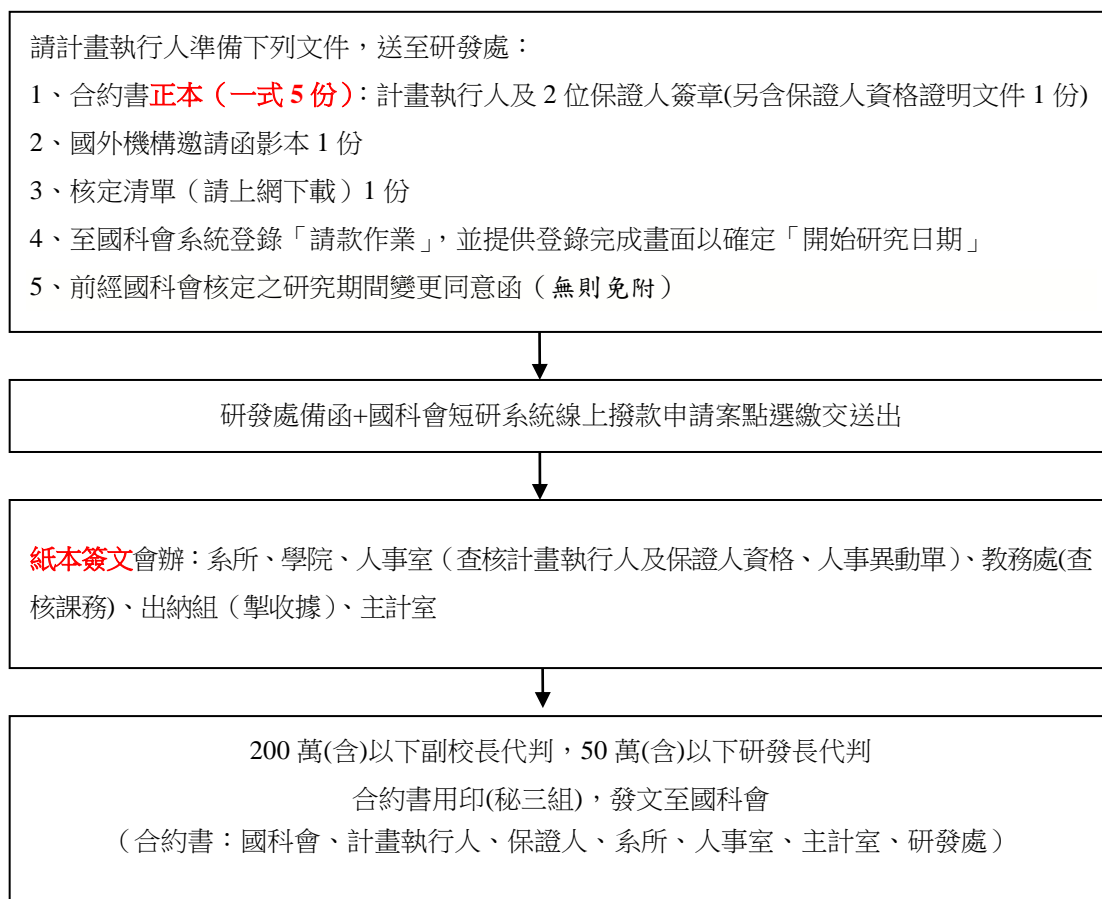 請計畫執行人準備下列文件，送至研發處：
1、合約書正本（一式 5 份）：計畫執行人及 2 位保證人簽章(另含保證人資格證明文件 1 份)
2、國外機構邀請函影本 1 份
3、核定清單（請上網下載）1 份
4、至國科會系統登錄「請款作業」，並提供登錄完成畫面以確定「開始研究日期」
5、前經國科會核定之研究期間變更同意函（無則免附）
研發處備函+國科會短研系統線上撥款申請案點選繳交送出
紙本簽文會辦：系所、學院、人事室（查核計畫執行人及保證人資格、人事異動單）、教務處(查
核課務)、出納組（掣收據）、主計室
200 萬(含)以下副校長代判，50 萬(含)以下研發長代判
合約書用印(秘三組)，發文至國科會
（合約書：國科會、計畫執行人、保證人、系所、人事室、主計室、研發處）